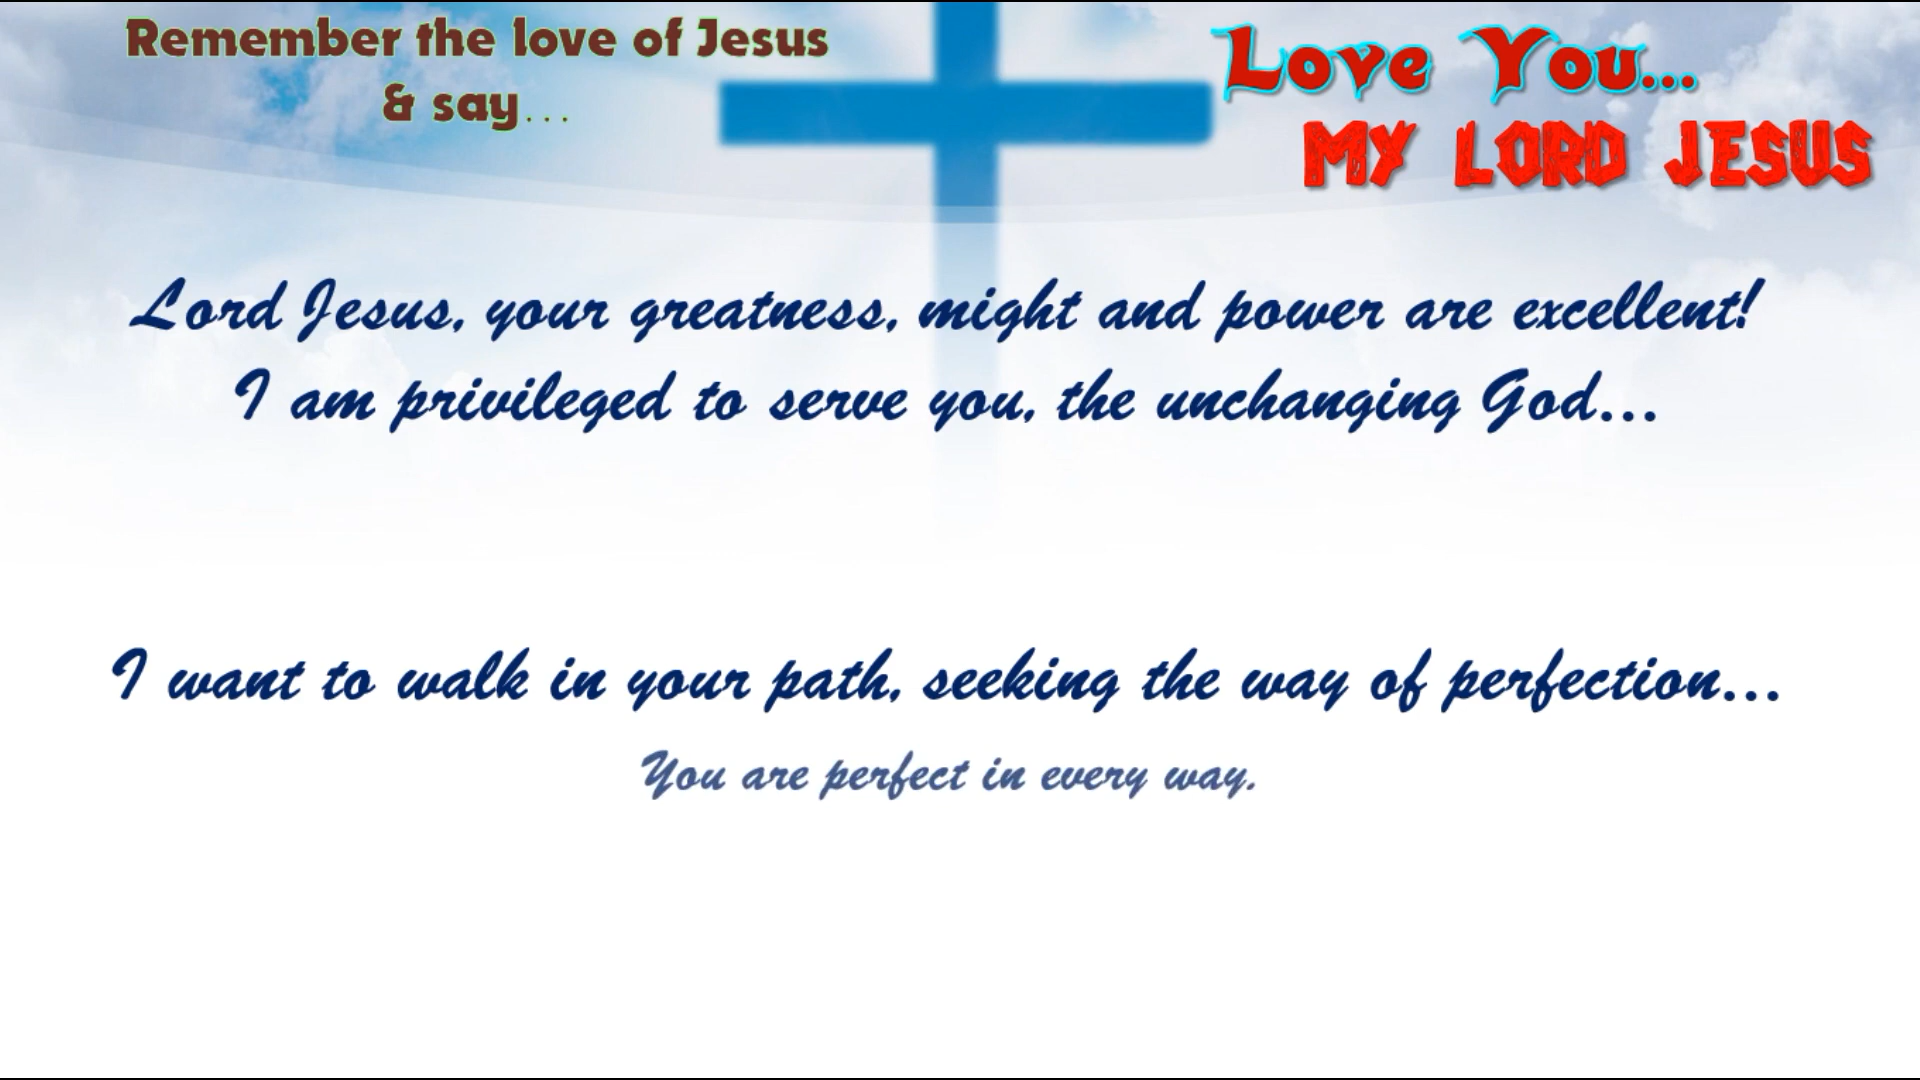 Remember the love of Jesus
& say...
Love You...
MY LORD JESUS
Lord Jesus, your greatness, might and power are excellent!
I am privileged to serve you, the unchanging God...
I want to walk in your path, seeking the way of perfection...
You are perfect in every way.